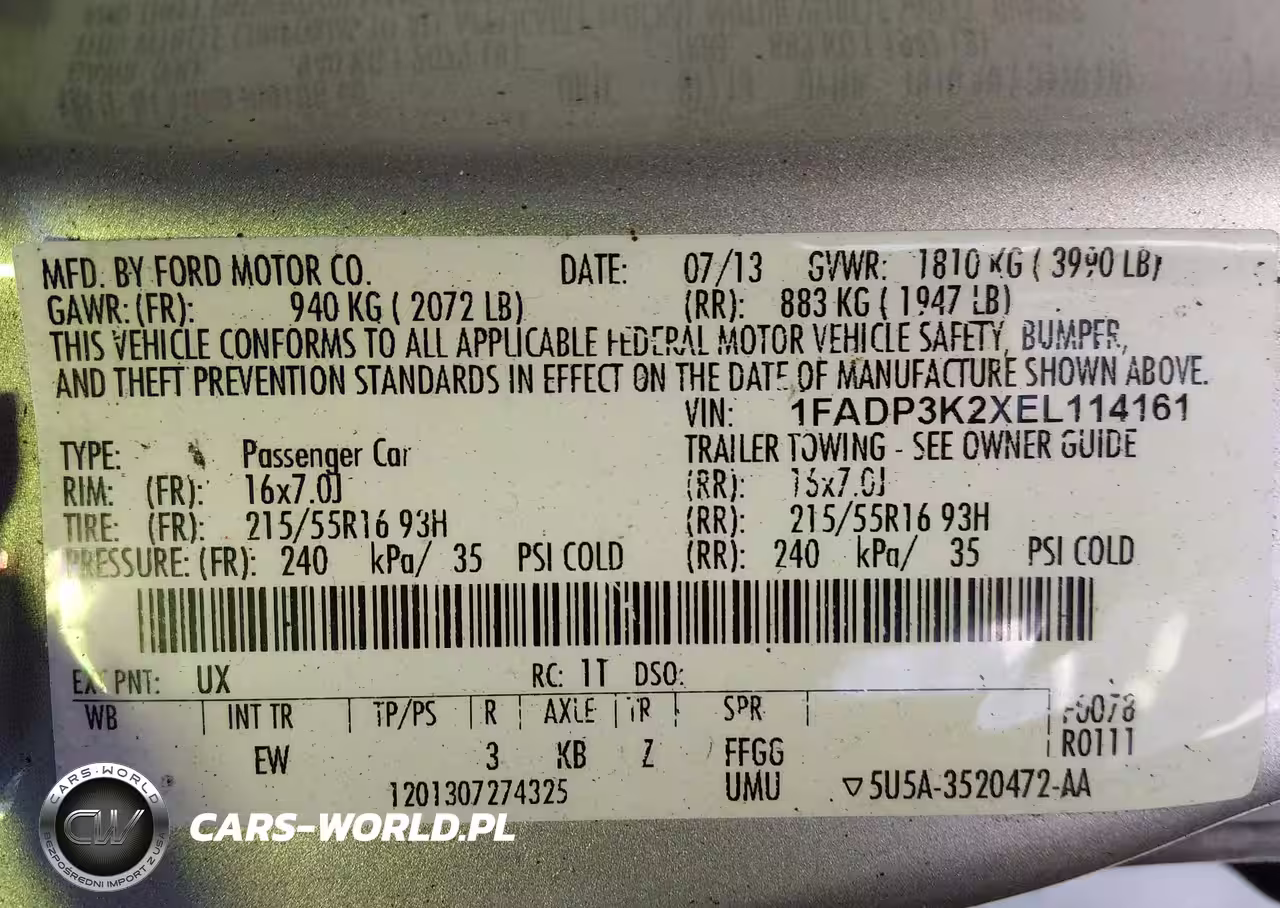 MFD. BY FORD MOTOR CO. DATE: 07/13 GVWR: 1810 KG ( 3990 LB)
GAWR: (FR): 940 KG ( 2072 LB) (RR): 883 KG ( 1947 LB)
THIS VEHICLE CONFORMS TO ALL APPLICABLE FEDERAL MOTOR VEHICLE SAFETY, BUMPER,
AND THEFT PREVENTION STANDARDS IN EFFECT ON THE DATE OF MANUFACTURE SHOWN ABOVE.
VIN: 1FADP3K2XEL114161
TYPE: Passenger Car TRAILER TOWING - SEE OWNER GUIDE
RIM: (FR): 16x7.0J (RR): 16x7.0J
TIRE: (FR): 215/55R16 93H (RR): 215/55R16 93H
PRESSURE: (FR): 240 kPa/ 35 PSI COLD (RR): 240 kPa/ 35 PSI COLD
EXT PNT: UX RC: 1T DSO:
WB INT TR TP/PS R AXLE TR SPR
EW 3 KB Z FFGG R0111
1201307274325 UMU ▽5U5A-3520472-AA
CARS-WORLD
CW
BEZPOŚREDNI IMPORT Z USA
CARS-WORLD.PL